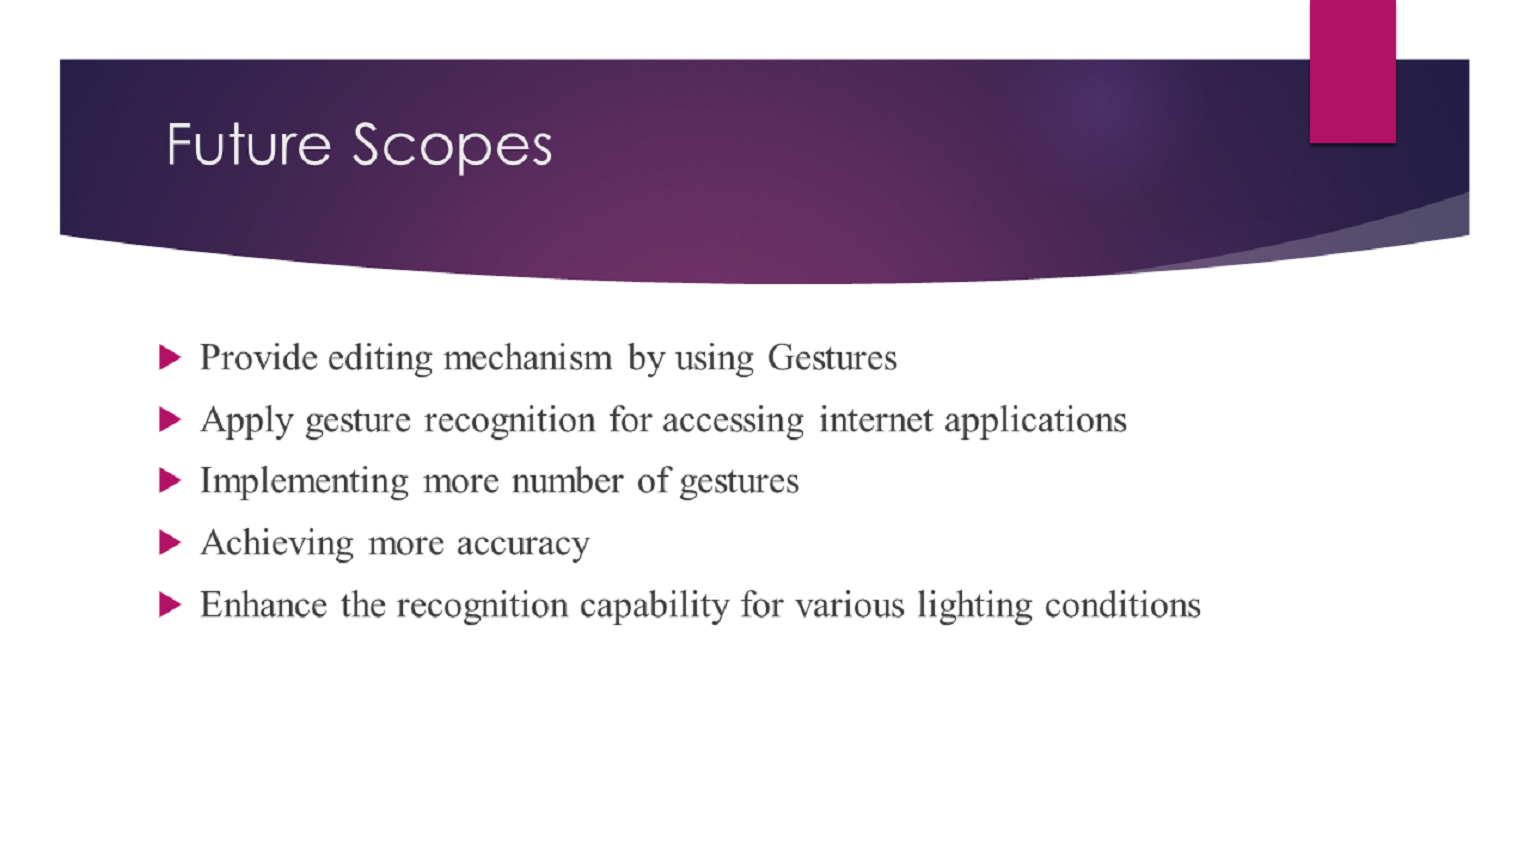 Future Scopes
Provide editing mechanism by using Gestures
Apply gesture recognition for accessing internet applications
Implementing more number of gestures
Achieving more accuracy
Enhance the recognition capability for various lighting conditions